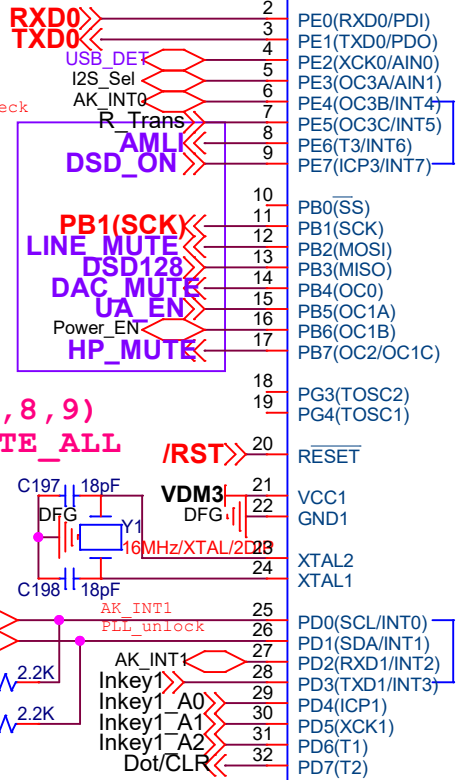 RXD0 2 PE0(RXD0/PDI)
TXD0 3 PE1(TXD0/PDO)
USB_DET 4 PE2(XCK0/AIN0)
I2S_Sel 5 PE3(OC3A/AIN1)
AK_INT0 6 PE4(OC3B/INT4)
eck
R_Trans 7 PE5(OC3C/INT5)
AMLI 8 PE6(T3/INT6)
DSD_ON 9 PE7(ICP3/INT7)
10 PB0(SS)
PB1(SCK) 11 PB1(SCK)
LINE_MUTE 12 PB2(MOSI)
DSD128 13 PB3(MISO)
DAC_MUTE 14 PB4(OC0)
UA_EN 15 PB5(OC1A)
Power_EN 16 PB6(OC1B)
HP_MUTE 17 PB7(OC2/OC1C)
18 PG3(TOSC2)
19 PG4(TOSC1)
,8,9)
TE_ALL
/RST 20 RESET
C197 18pF VDM3 21 VCC1
DFG DFG 22 GND1
Y1
16MHz/XTAL/2DIP 23 XTAL2
C198 18pF 24 XTAL1
AK_INT1 25 PD0(SCL/INT0)
PLL_unlock 26 PD1(SDA/INT1)
AK_INT1 27 PD2(RXD1/INT2)
2.2K Inkey1 28 PD3(TXD1/INT3)
Inkey1_A0 29 PD4(ICP1)
2.2K Inkey1_A1 30 PD5(XCK1)
Inkey1_A2 31 PD6(T1)
Dot/CLR 32 PD7(T2)